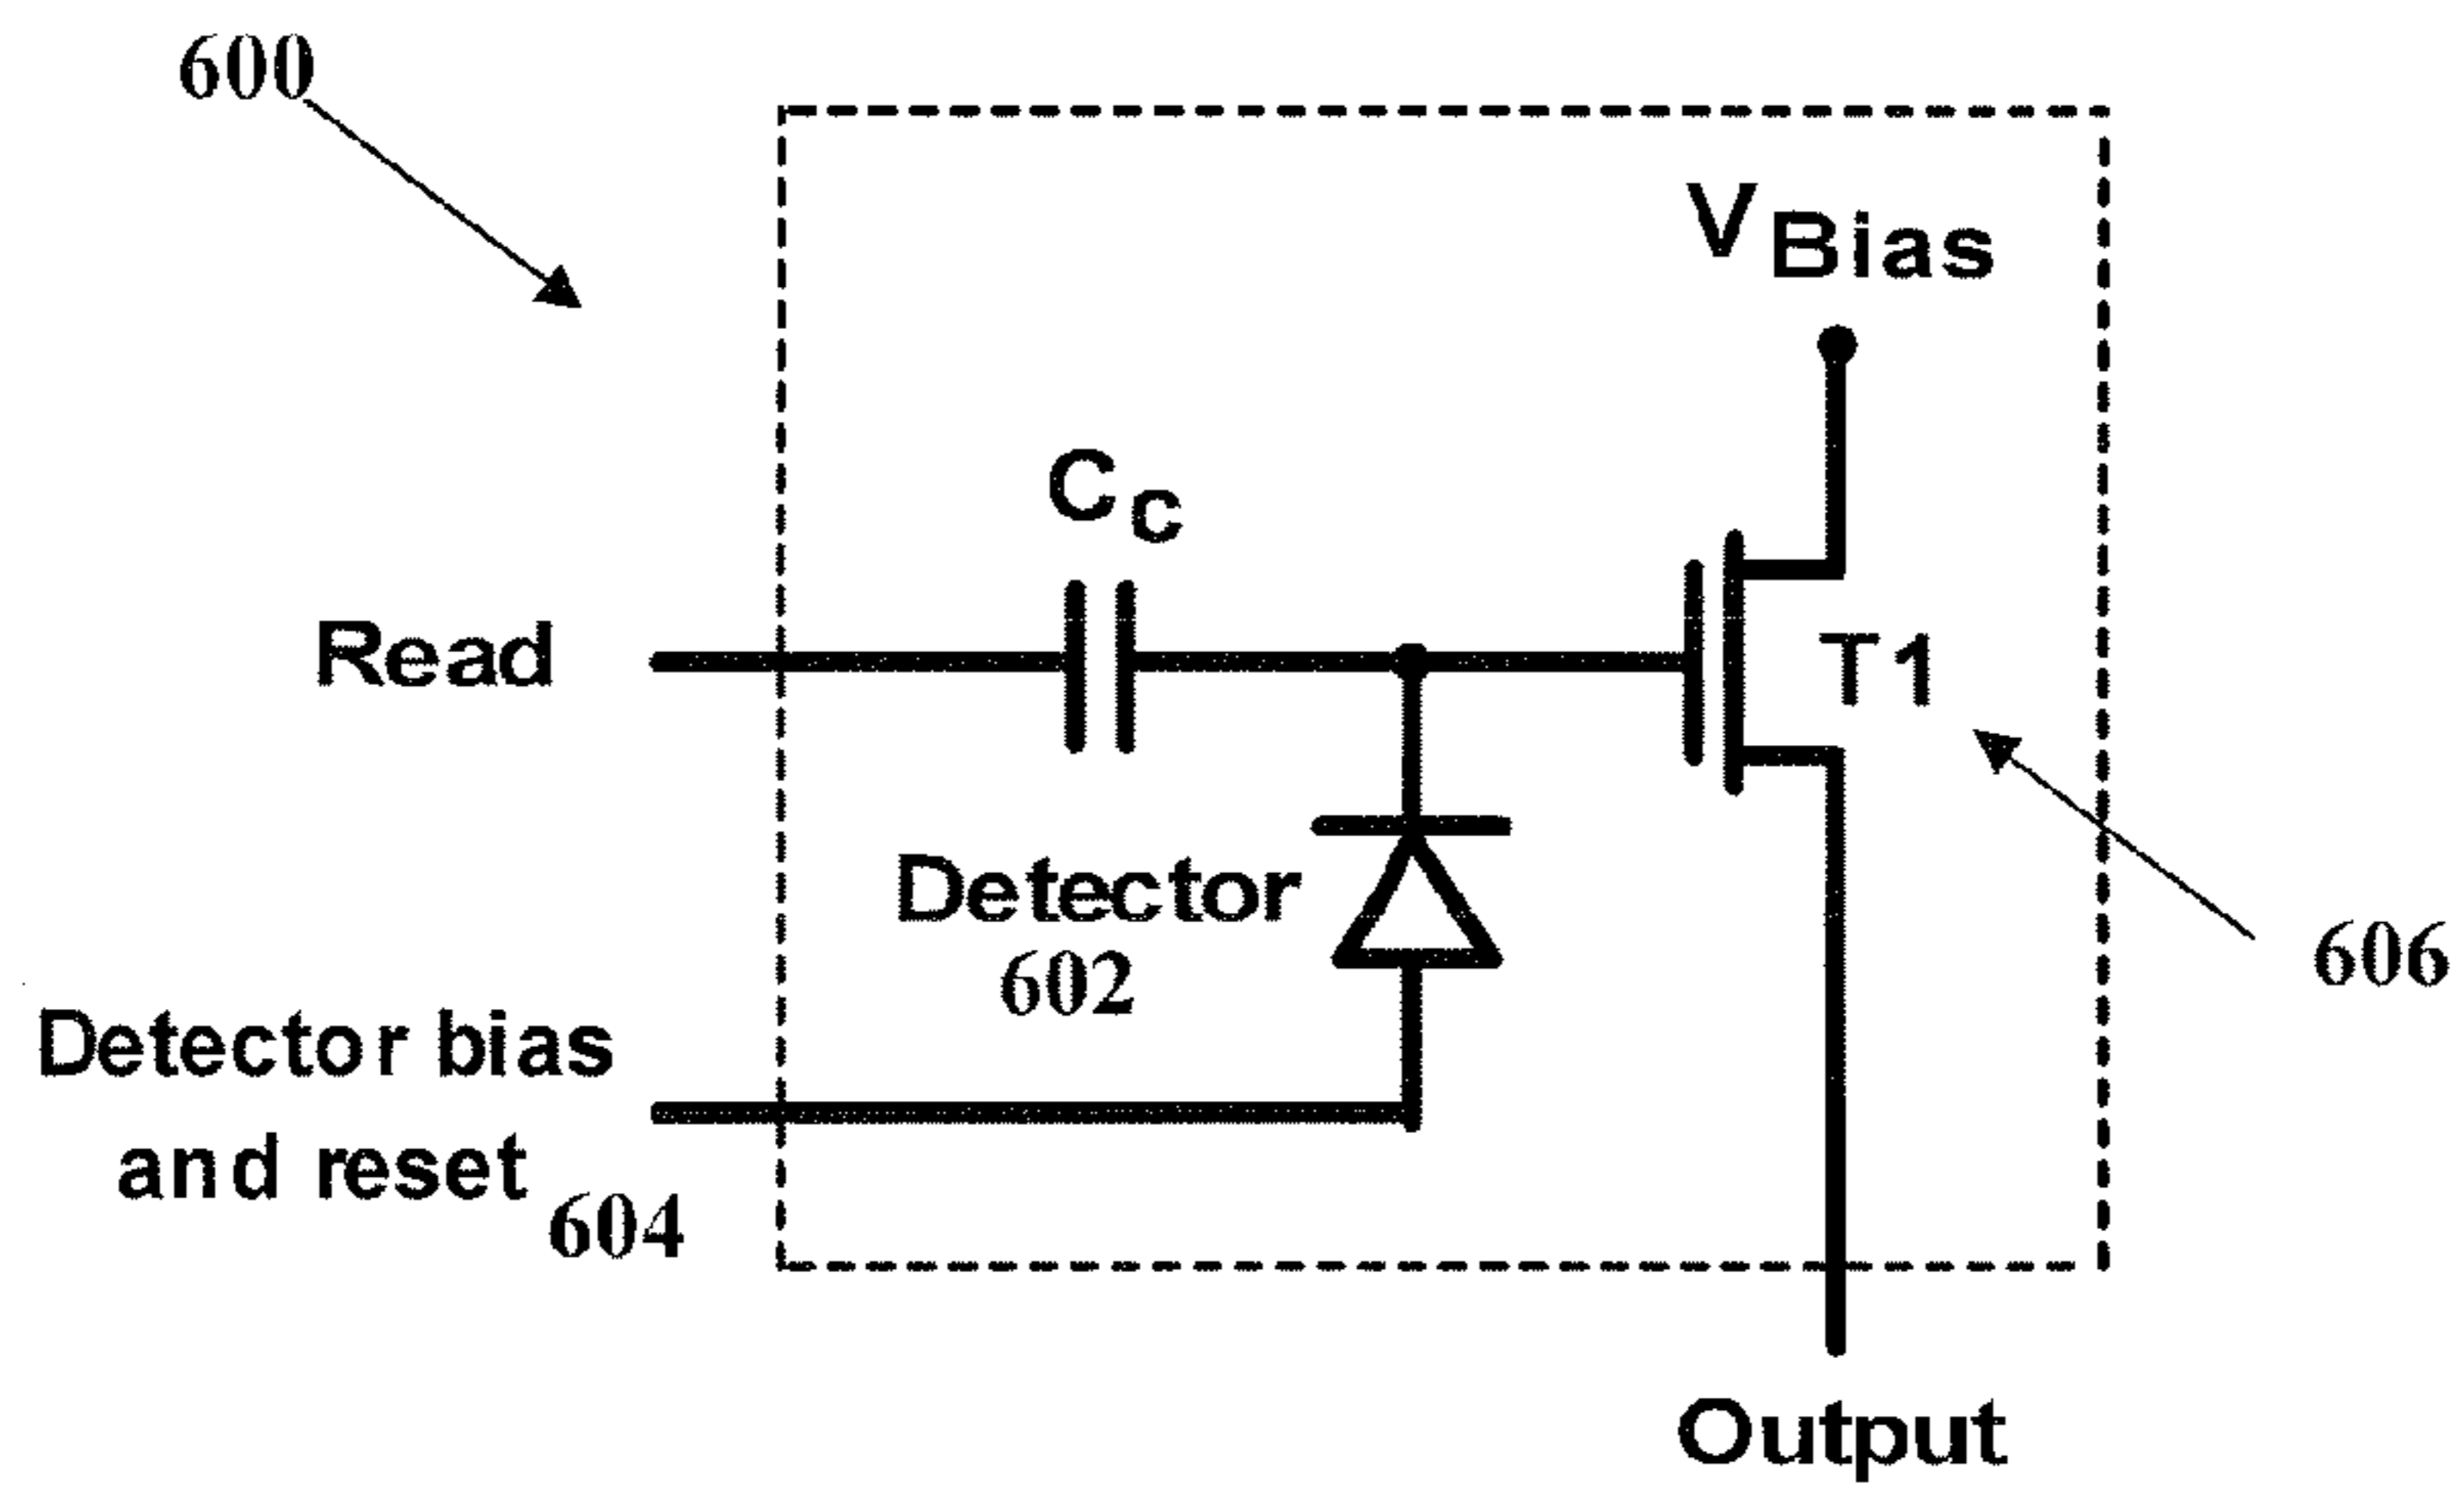 600
VBias
Cc
Read
T1
Detector
602
606
Detector bias
and reset
604
Output